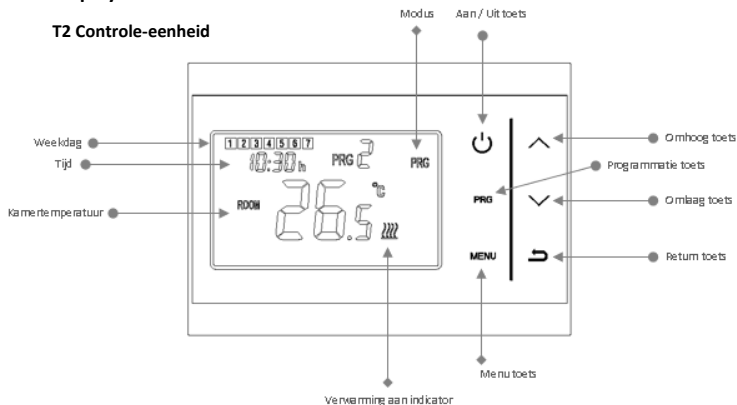 T2 Controle-eenheid
Modus
Aan / Uit toets
Weekdag
1 2 3 4 5 6 7
Tijd
10:30 h
PRG 2
PRG
Kamertemperatuur
ROOM
26.5 °C
PRG
MENU
Omhoog toets
Programmatie toets
Omlaag toets
Return toets
Menu toets
Verwarming aan indicator